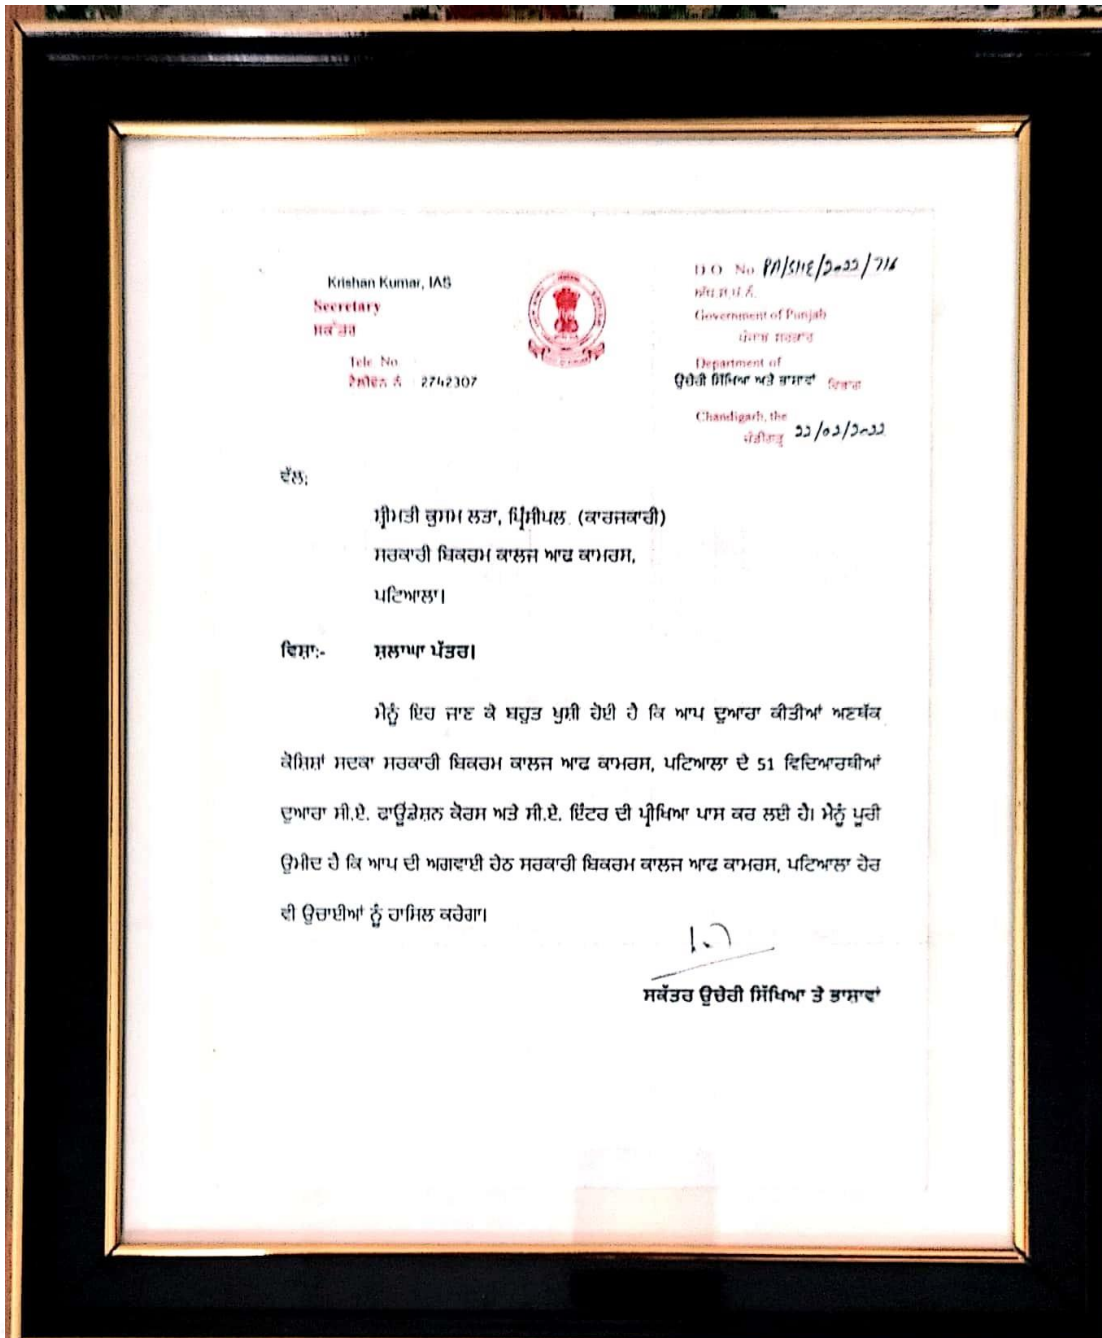 Krishan Kumar, IAS
Secretary
ਸਕੱਤਰ
Tele No
ਟੈਲੀਫੋਨ ਨੰ : 2742307
D.O. No. PA/SHE/2022/716
ਅੱਧ.ਸ.ਪ.ਨੰ.
Government of Punjab
ਪੰਜਾਬ ਸਰਕਾਰ
Department of
ਉਚੇਰੀ ਸਿੱਖਿਆ ਅਤੇ ਭਾਸ਼ਾਵਾਂ ਵਿਭਾਗ
Chandigarh, the
ਚੰਡੀਗੜ੍ਹ 22/02/2022
ਵੱਲ;
ਸ਼੍ਰੀਮਤੀ ਕੁਸਮ ਲਤਾ, ਪ੍ਰਿੰਸੀਪਲ (ਕਾਰਜਕਾਰੀ)
ਸਰਕਾਰੀ ਬਿਕਰਮ ਕਾਲਜ ਆਫ ਕਾਮਰਸ,
ਪਟਿਆਲਾ।
ਵਿਸ਼ਾ:- ਸ਼ਲਾਘਾ ਪੱਤਰ।
ਮੈਨੂੰ ਇਹ ਜਾਣ ਕੇ ਬਹੁਤ ਖੁਸ਼ੀ ਹੋਈ ਹੈ ਕਿ ਆਪ ਦੁਆਰਾ ਕੀਤੀਆਂ ਅਣਥੱਕ
ਕੋਸ਼ਿਸ਼ਾਂ ਸਦਕਾ ਸਰਕਾਰੀ ਬਿਕਰਮ ਕਾਲਜ ਆਫ ਕਾਮਰਸ, ਪਟਿਆਲਾ ਦੇ 51 ਵਿਦਿਆਰਥੀਆਂ
ਦੁਆਰਾ ਸੀ.ਏ. ਫਾਊਂਡੇਸ਼ਨ ਕੋਰਸ ਅਤੇ ਸੀ.ਏ. ਇੰਟਰ ਦੀ ਪ੍ਰੀਖਿਆ ਪਾਸ ਕਰ ਲਈ ਹੈ। ਮੈਨੂੰ ਪੂਰੀ
ਉਮੀਦ ਹੈ ਕਿ ਆਪ ਦੀ ਅਗਵਾਈ ਹੇਠ ਸਰਕਾਰੀ ਬਿਕਰਮ ਕਾਲਜ ਆਫ ਕਾਮਰਸ, ਪਟਿਆਲਾ ਹੋਰ
ਵੀ ਉਚਾਈਆਂ ਨੂੰ ਹਾਸਿਲ ਕਰੇਗਾ।
ਸਕੱਤਰ ਉਚੇਰੀ ਸਿੱਖਿਆ ਤੇ ਭਾਸ਼ਾਵਾਂ